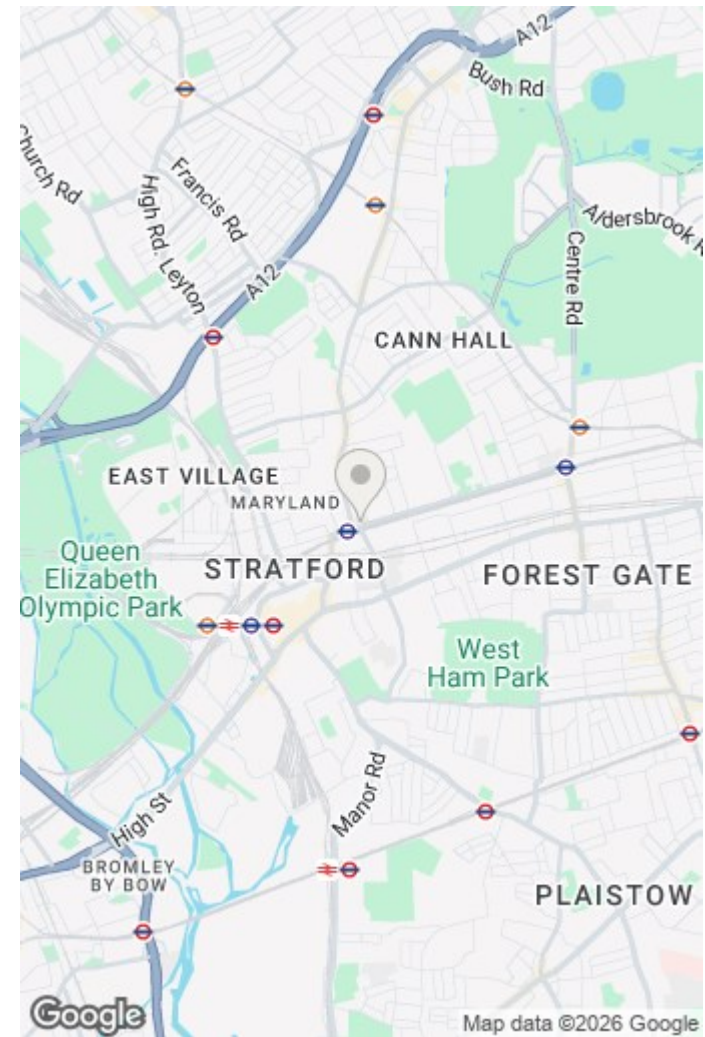 A12
Bush Rd
Church Rd
Francis Rd
High Rd. Leyton
Aldersbrook R
Centre Rd
A12
CANN HALL
EAST VILLAGE
MARYLAND
Queen
Elizabeth
Olympic Park
STRATFORD
FOREST GATE
West
Ham Park
Manor Rd
High St
BROMLEY
BY BOW
PLAISTOW
Google
Map data ©2026 Google